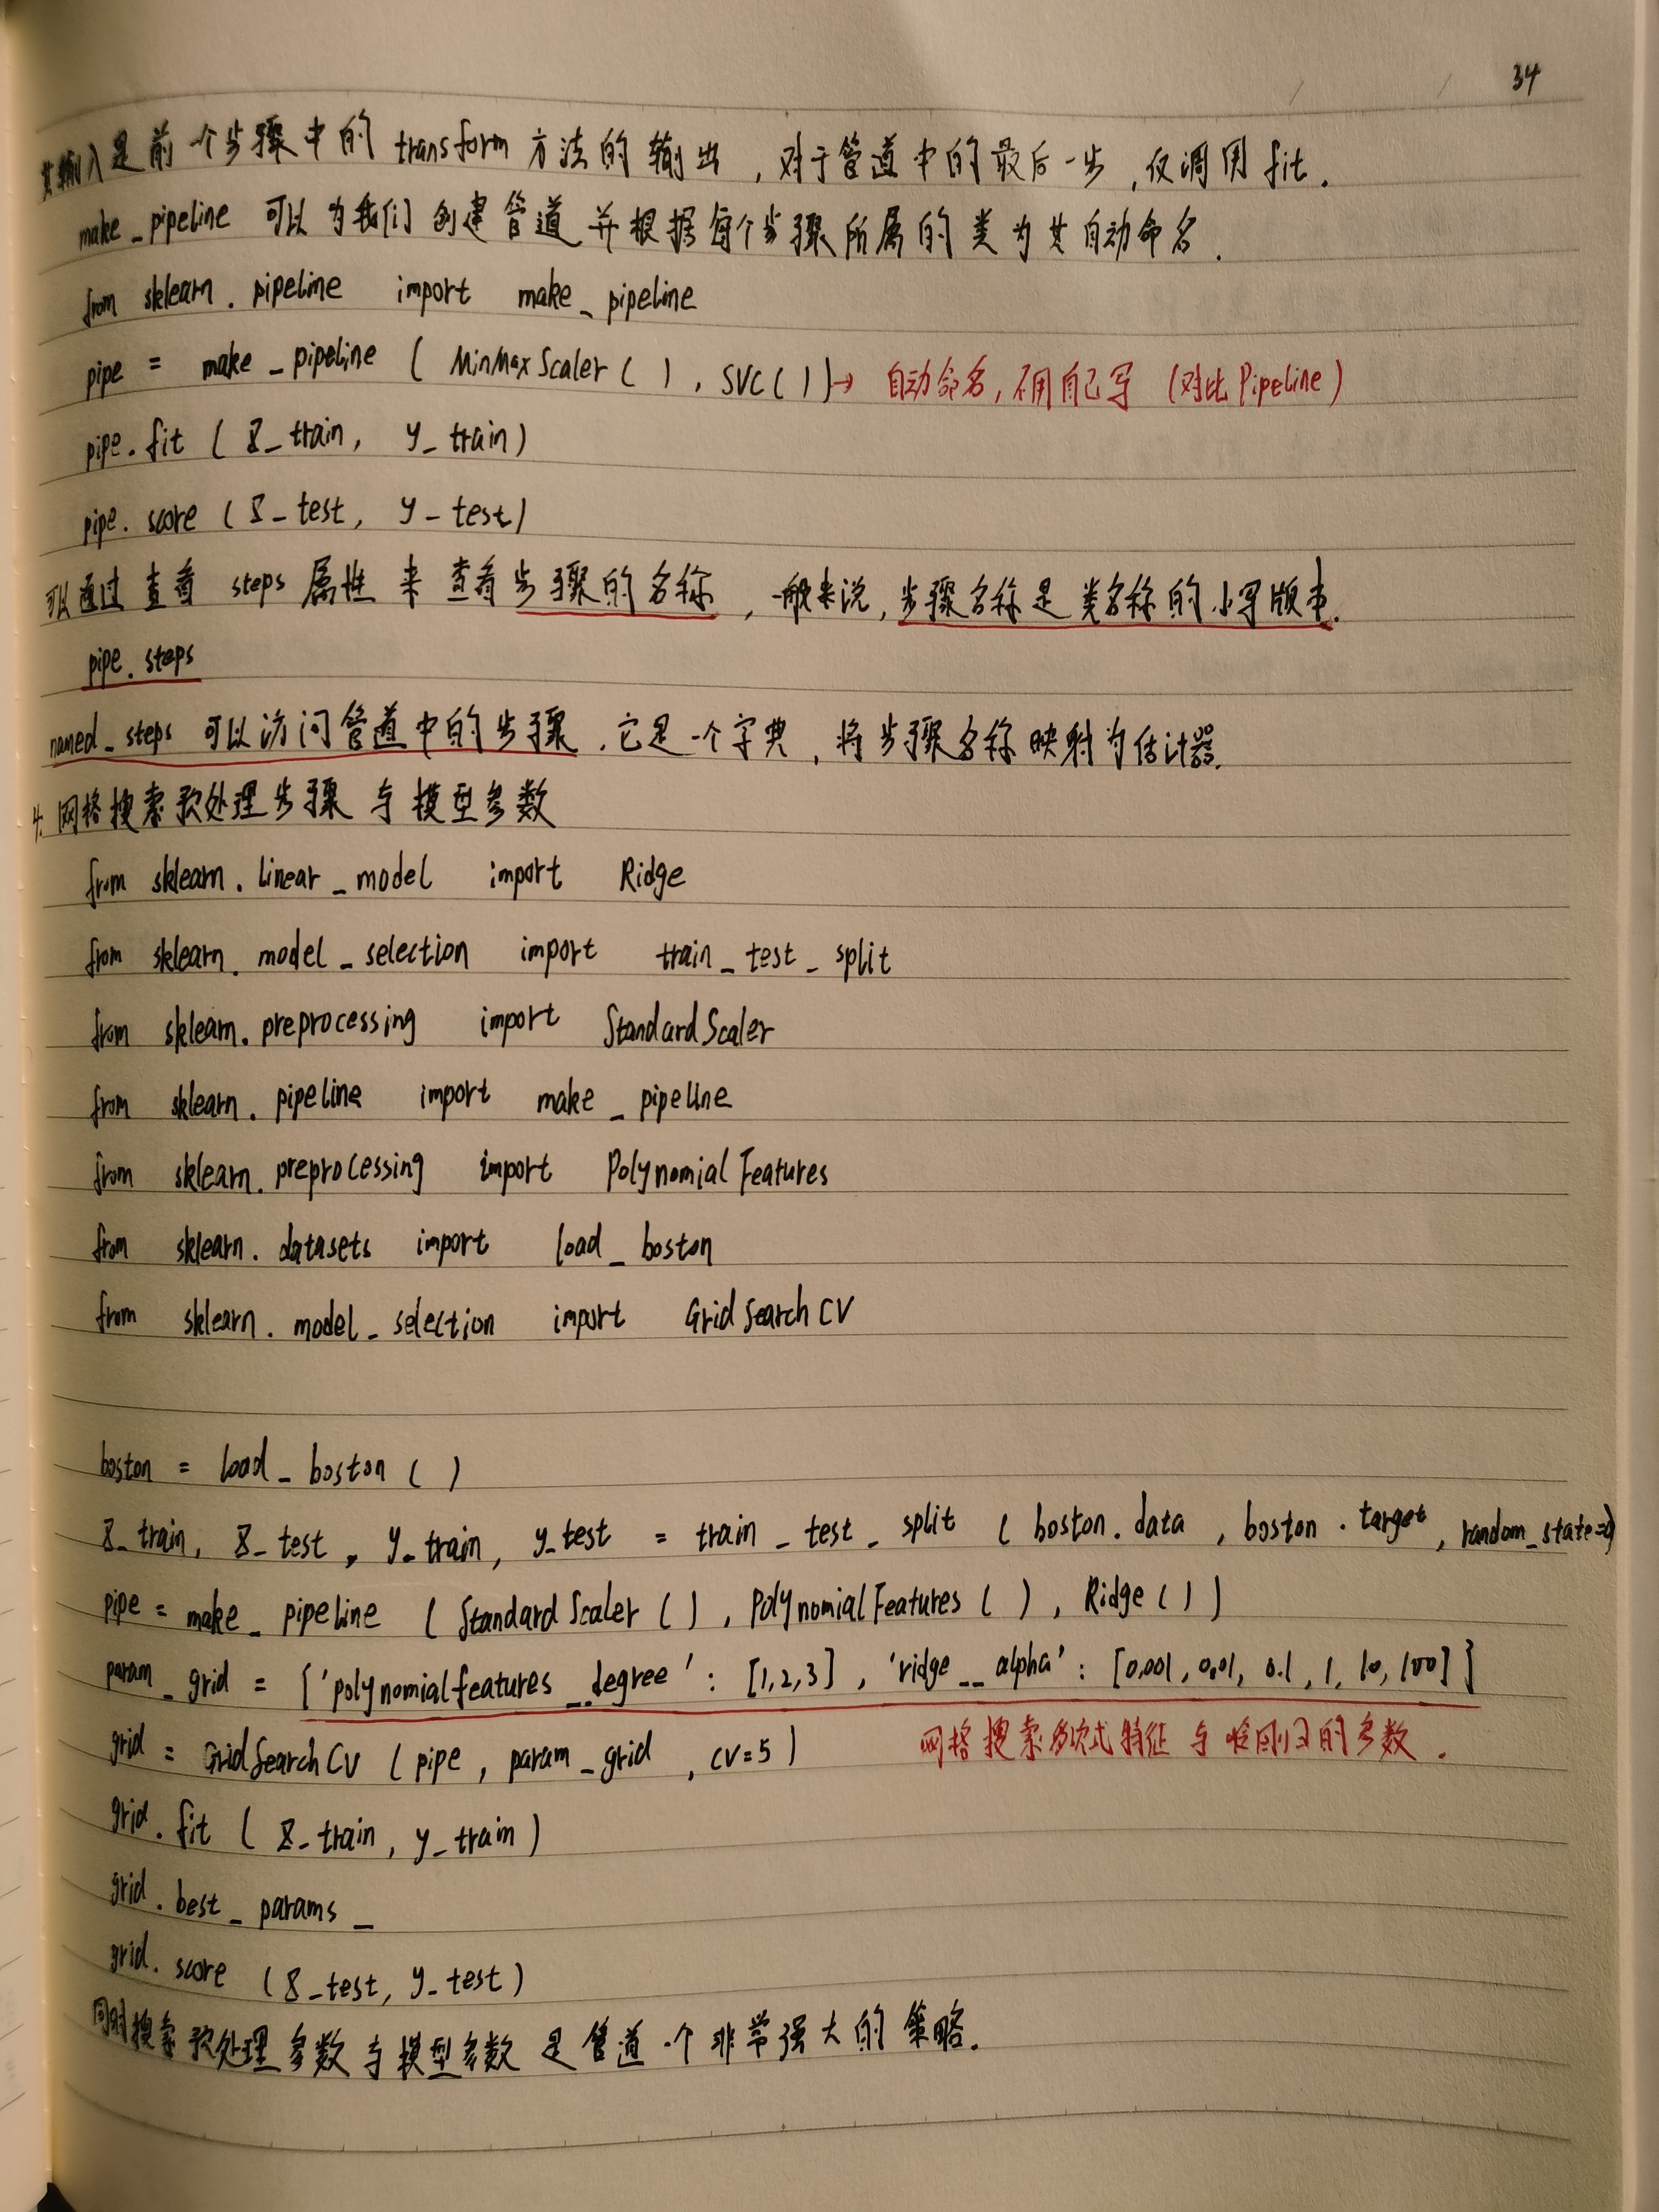 34
其输入是前一个步骤中的 transform 方法的输出，对于管道中的最后一步，仅调用 fit.
make_pipeline 可以为我们创建管道并根据每个步骤所属的类为其自动命名.
from sklearn.pipeline import make_pipeline
pipe = make_pipeline ( MinMaxScaler ( ) , SVC ( ) ) → 自动命名,不用自己写 (对比 Pipeline)
pipe.fit ( X_train, y_train )
pipe.score ( X_test, y_test )
可以通过查看 steps 属性来查看步骤的名称，一般来说,步骤名称是类名称的小写版本.
pipe.steps
named_steps 可以访问管道中的步骤.它是一个字典，将步骤名称映射为估计器.
4. 网格搜索预处理步骤与模型参数
from sklearn.linear_model import Ridge
from sklearn.model_selection import train_test_split
from sklearn.preprocessing import StandardScaler
from sklearn.pipeline import make_pipeline
from sklearn.preprocessing import PolynomialFeatures
from sklearn.datasets import load_boston
from sklearn.model_selection import GridSearchCV
boston = load_boston ( )
X_train, X_test, y_train, y_test = train_test_split ( boston.data , boston.target , random_state=0)
pipe = make_pipeline ( StandardScaler ( ) , PolynomialFeatures ( ) , Ridge ( ) )
param_grid = { 'polynomialfeatures__degree' : [1,2,3] , 'ridge__alpha' : [0.001 , 0.01, 0.1 , 1, 10, 100] }
grid = GridSearchCV ( pipe , param_grid , cv=5 ) 网格搜索多项式特征与岭回归的参数.
grid.fit ( X_train, y_train )
grid.best_params_
grid.score ( X_test, y_test )
同时搜索预处理参数与模型参数是管道一个非常强大的策略.